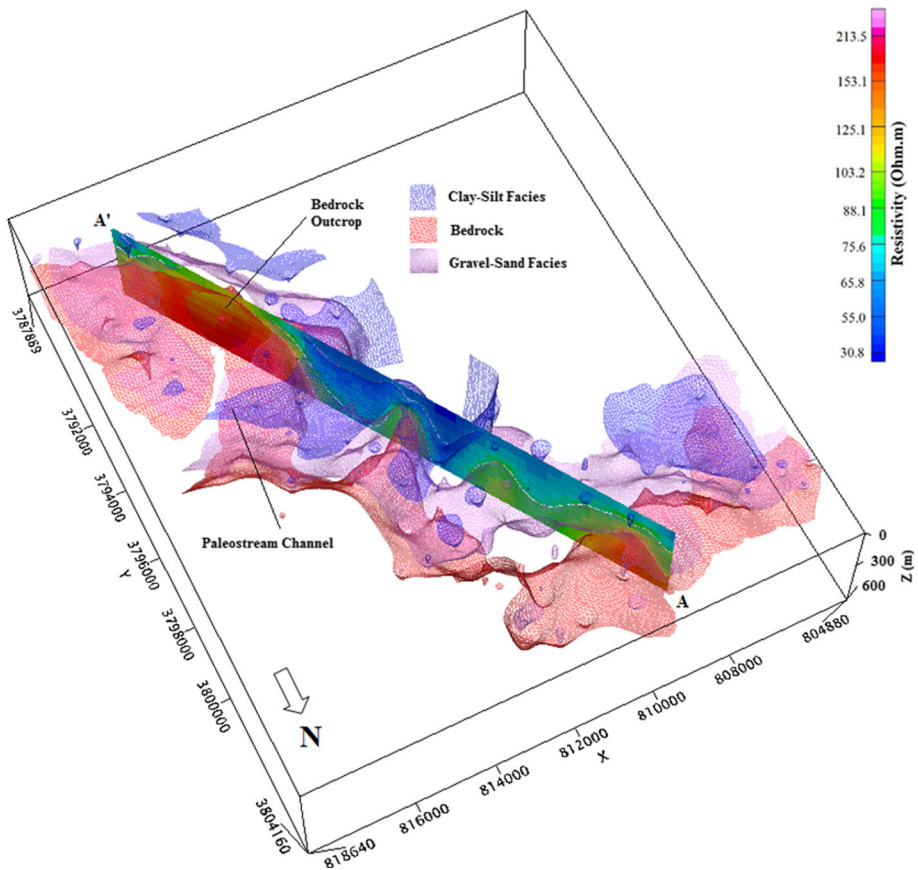 213.5
153.1
125.1
103.2
88.1
75.6
65.8
55.0
30.8
Resistivity (Ohm.m)
Clay-Silt Facies
Bedrock
Gravel-Sand Facies
Bedrock
Outcrop
A'
Paleostream Channel
A
0
300
600
Z (m)
3787889
3792000
3794000
3796000
3798000
3800000
3804160
Y
N
818640
816000
814000
812000
810000
808000
804880
X